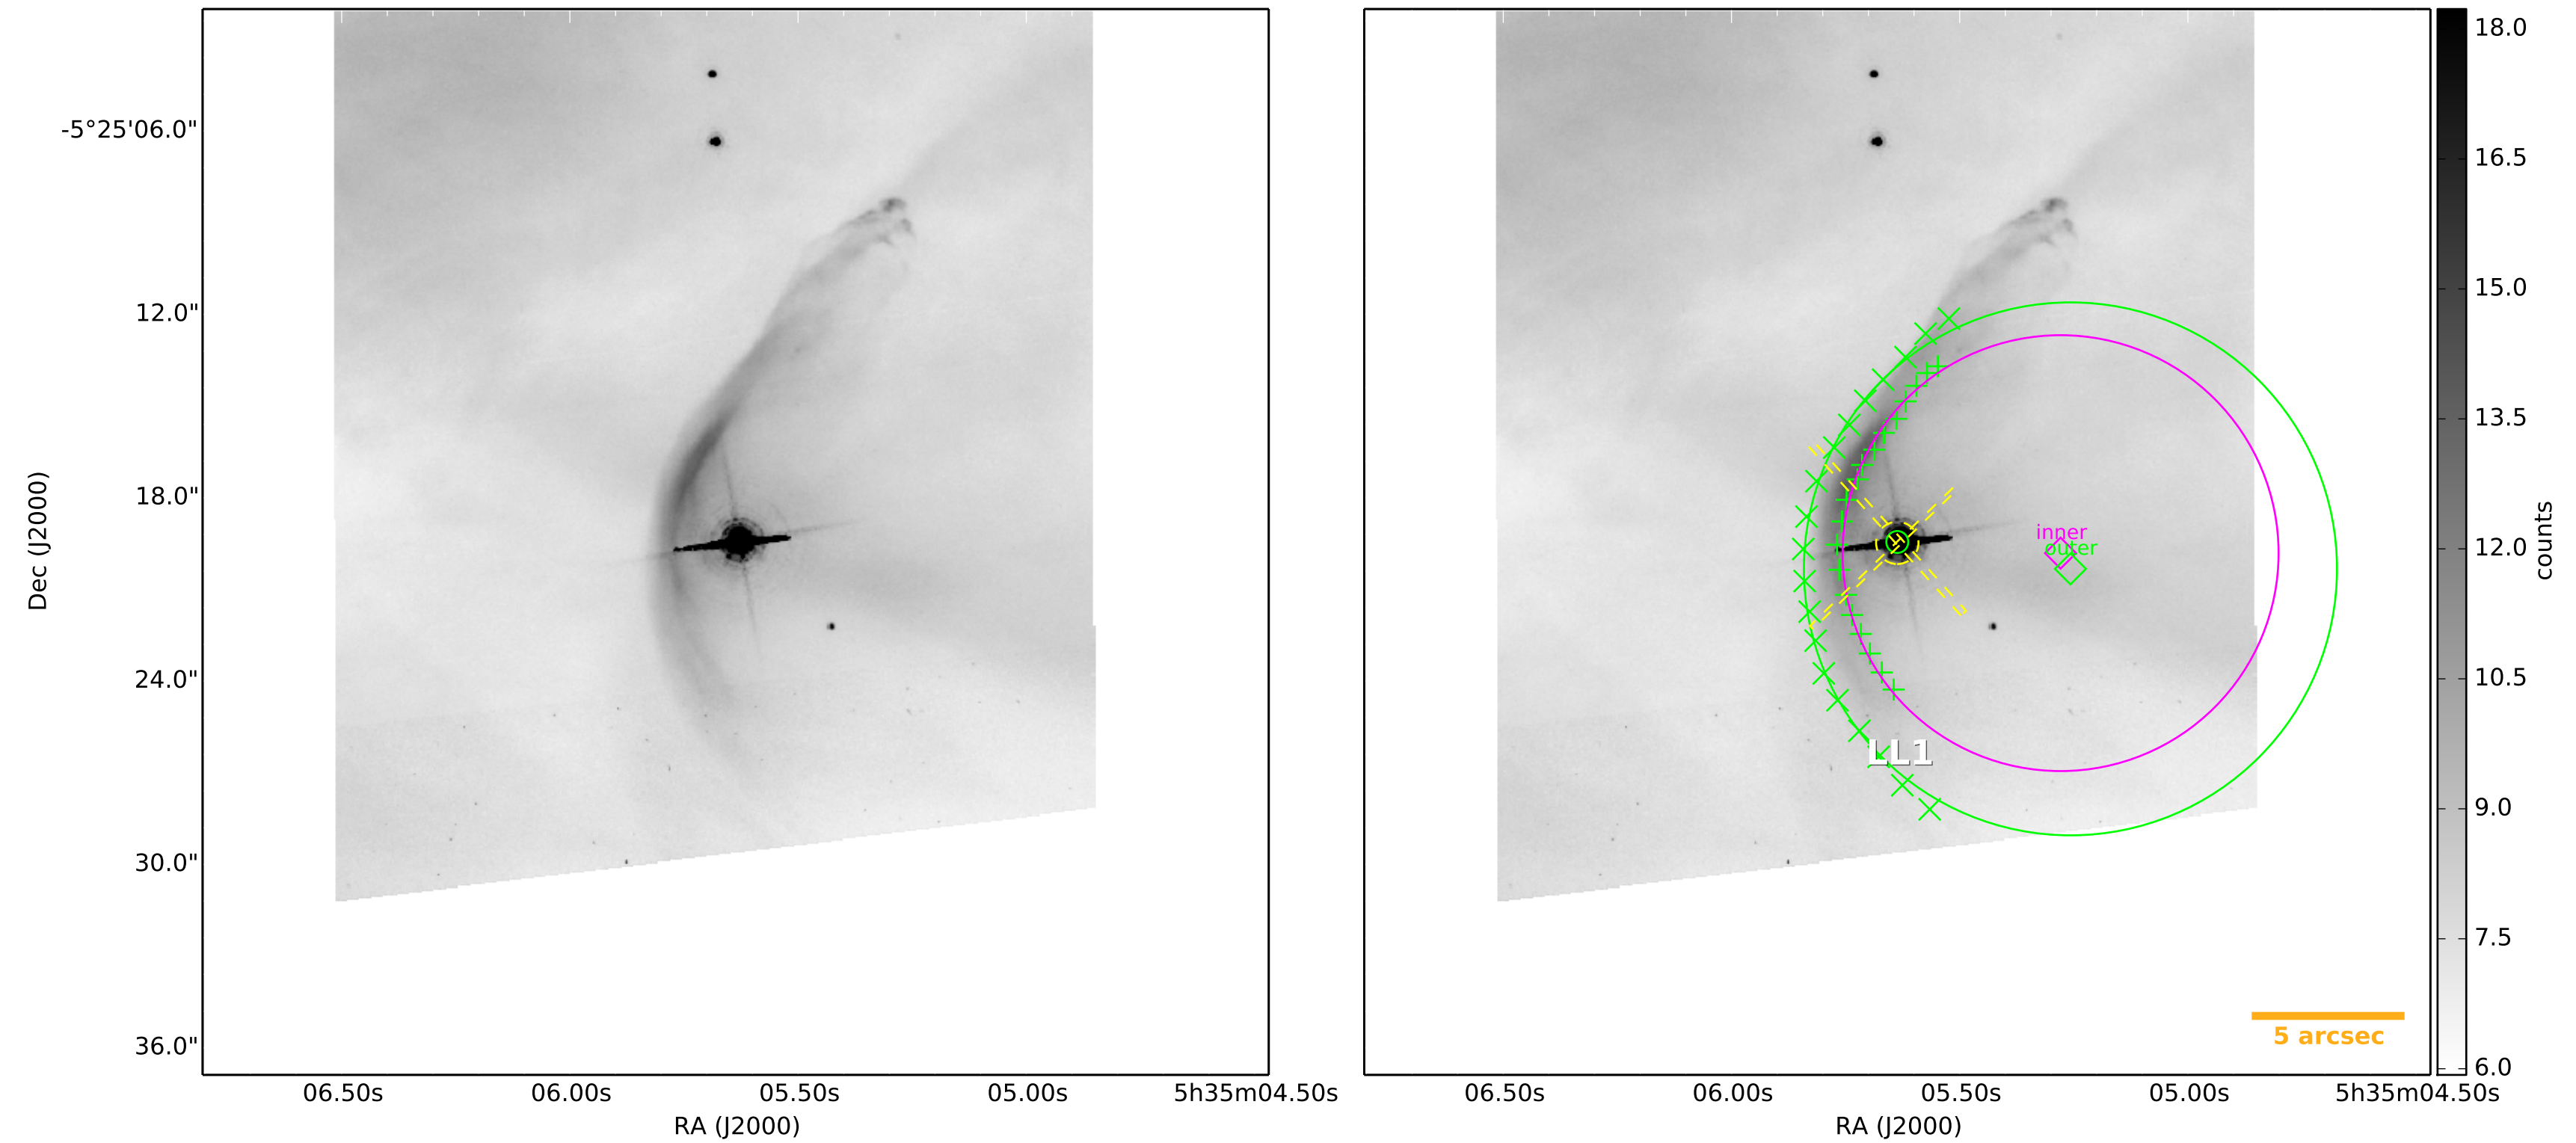 -5°25'06.0"
12.0"
18.0"
24.0"
30.0"
36.0"
Dec (J2000)
06.50s 06.00s 05.50s 05.00s 5h35m04.50s
RA (J2000)
inner
outer
LL1
5 arcsec
06.50s 06.00s 05.50s 05.00s 5h35m04.50s
RA (J2000)
18.0
16.5
15.0
13.5
12.0
10.5
9.0
7.5
6.0
counts